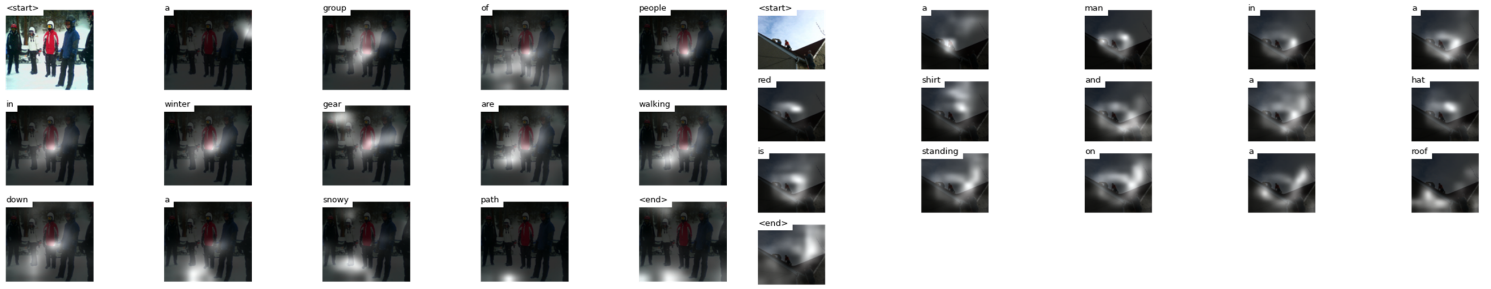 <start> a group of people
in winter gear are walking
down a snowy path <end>
<start> a man in a
red shirt and a hat
is standing on a roof
<end>